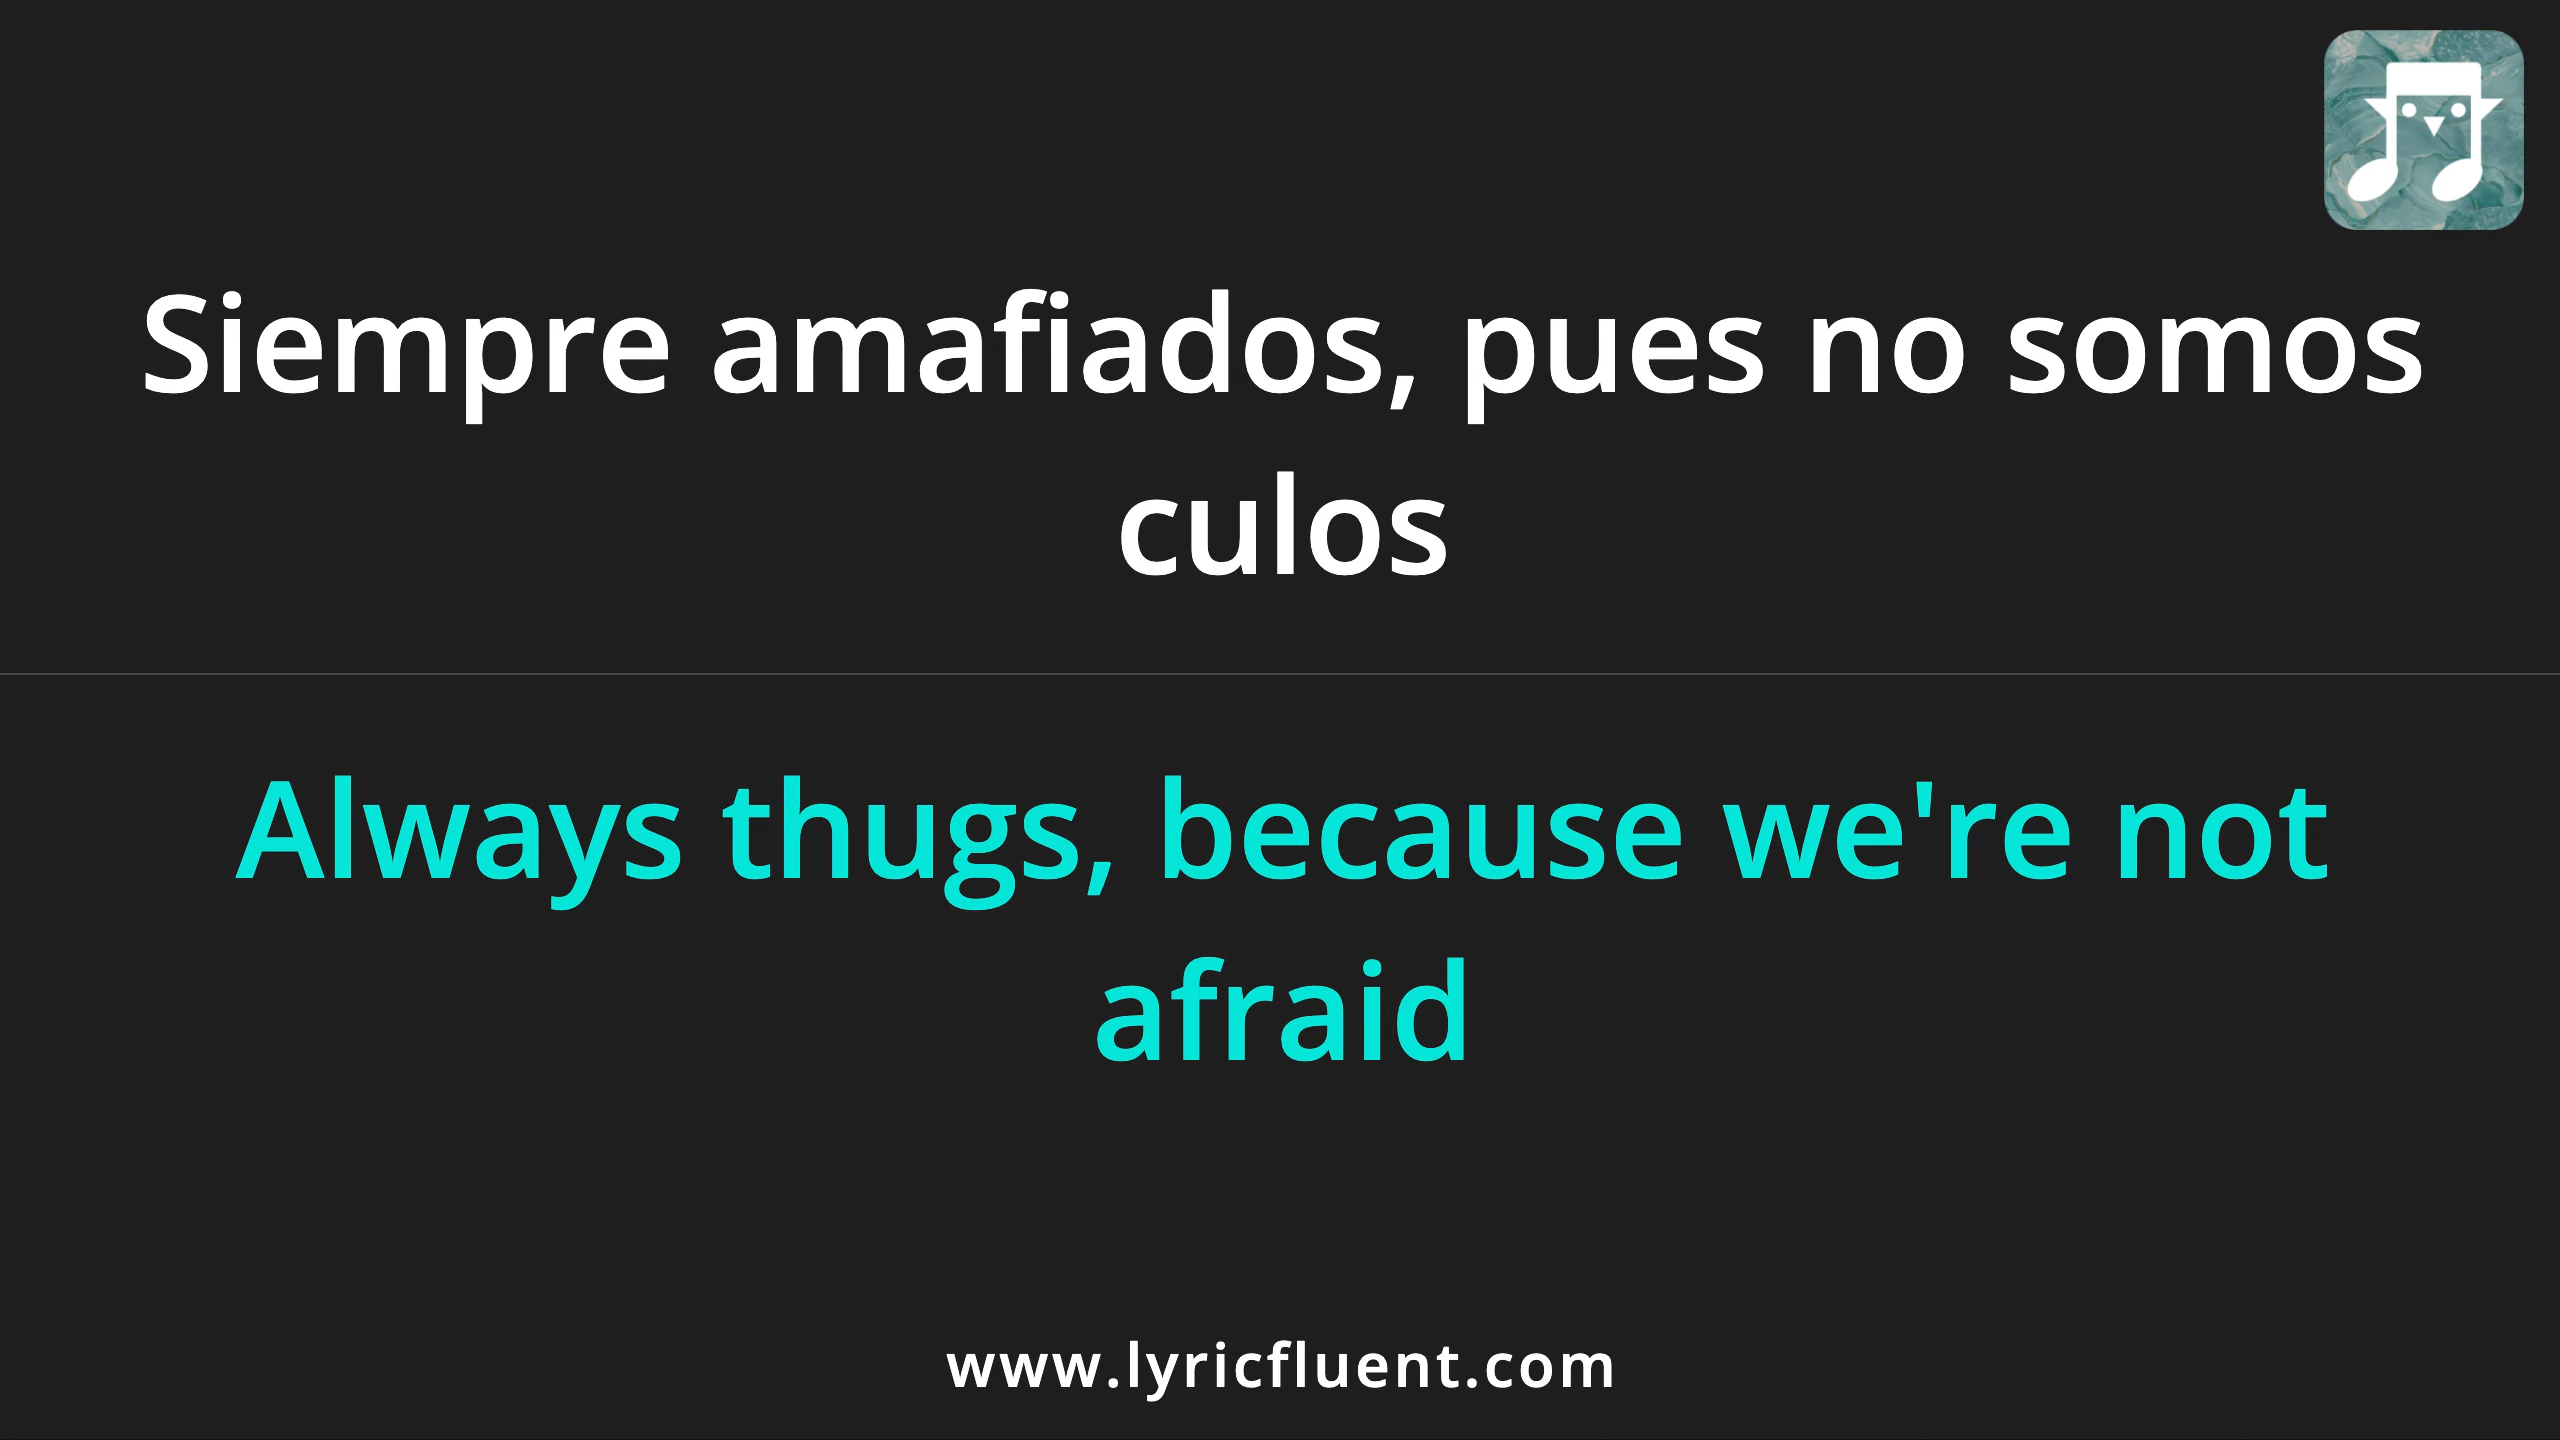 Siempre amafiados, pues no somos
culos
Always thugs, because we're not
afraid
www.lyricfluent.com